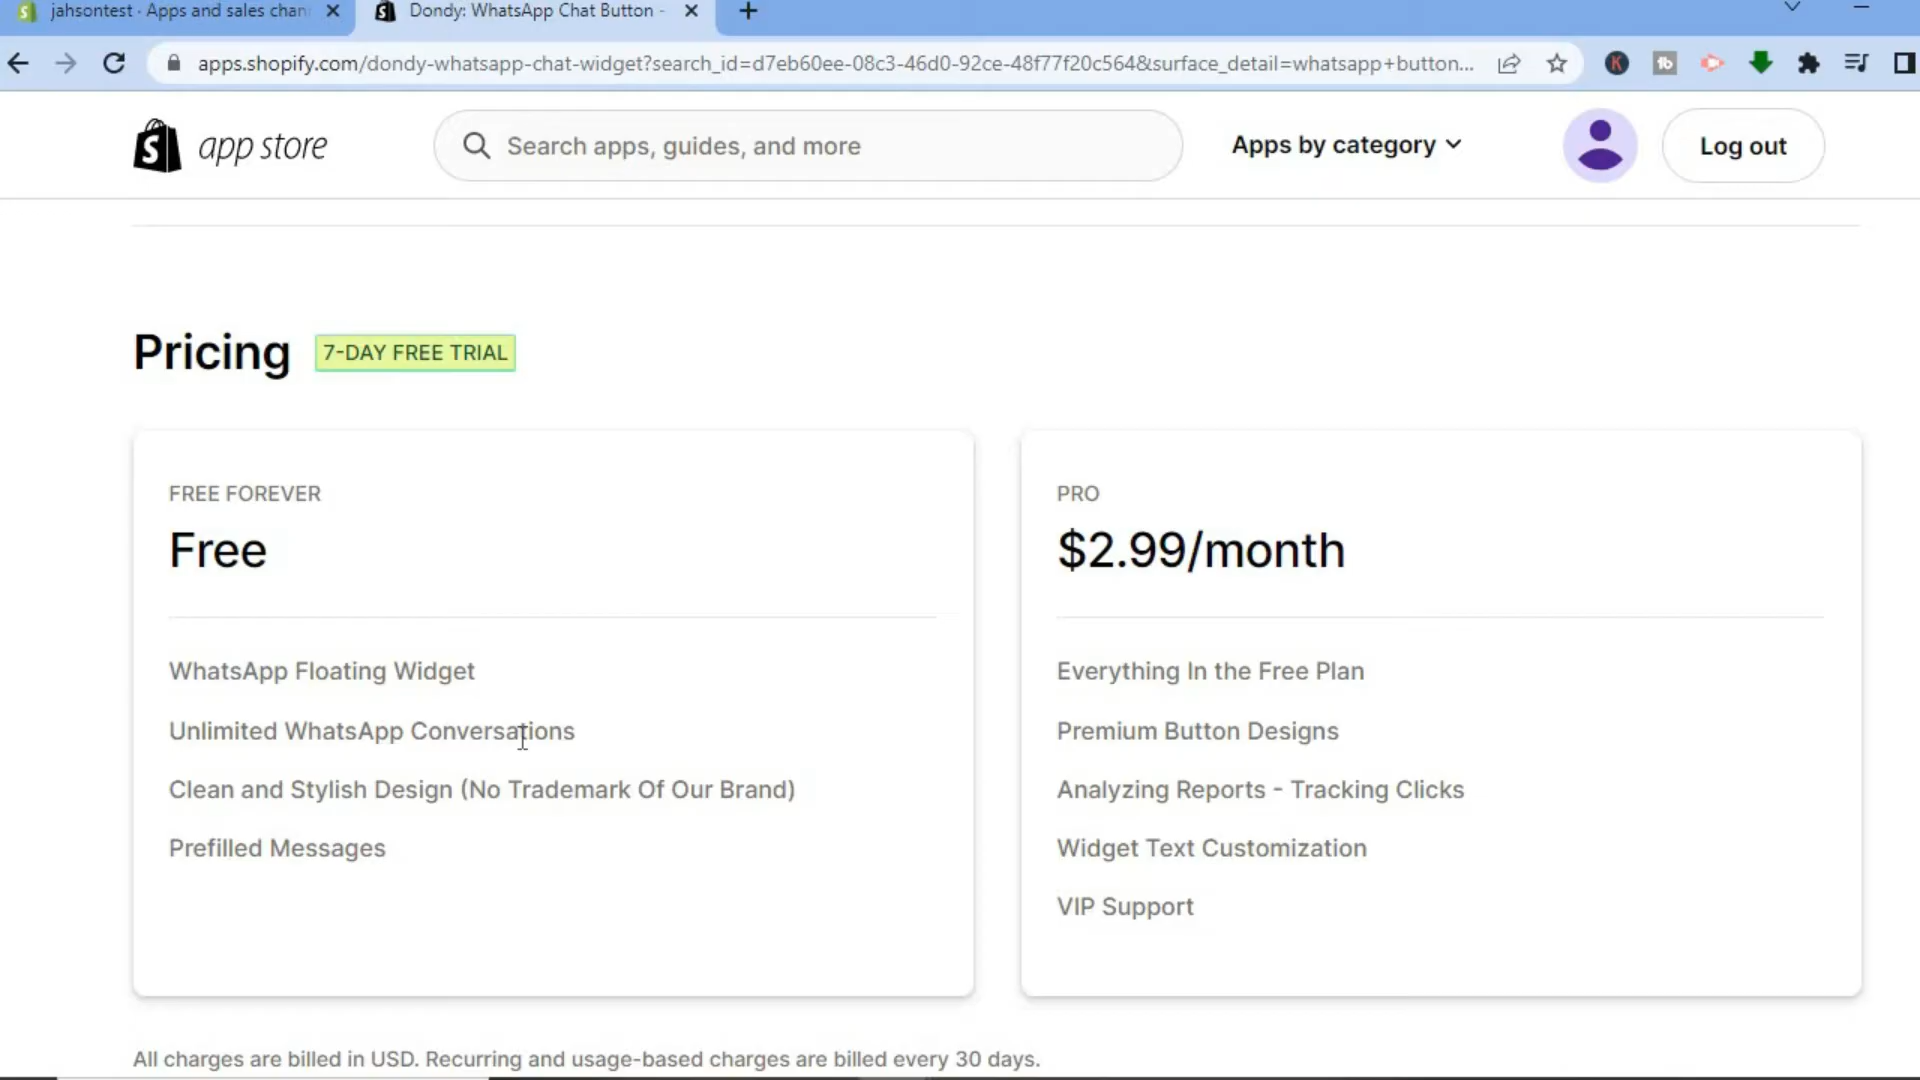 jahsontest · Apps and sales chan
Dondy: WhatsApp Chat Button -
apps.shopify.com/dondy-whatsapp-chat-widget?search_id=d7eb60ee-08c3-46d0-92ce-48f77f20c564&surface_detail=whatsapp+button...
K
tb
app store
Search apps, guides, and more
Apps by category
Log out
Pricing
7-DAY FREE TRIAL
FREE FOREVER
Free
WhatsApp Floating Widget
Unlimited WhatsApp Conversations
Clean and Stylish Design (No Trademark Of Our Brand)
Prefilled Messages
PRO
$2.99/month
Everything In the Free Plan
Premium Button Designs
Analyzing Reports - Tracking Clicks
Widget Text Customization
VIP Support
All charges are billed in USD. Recurring and usage-based charges are billed every 30 days.